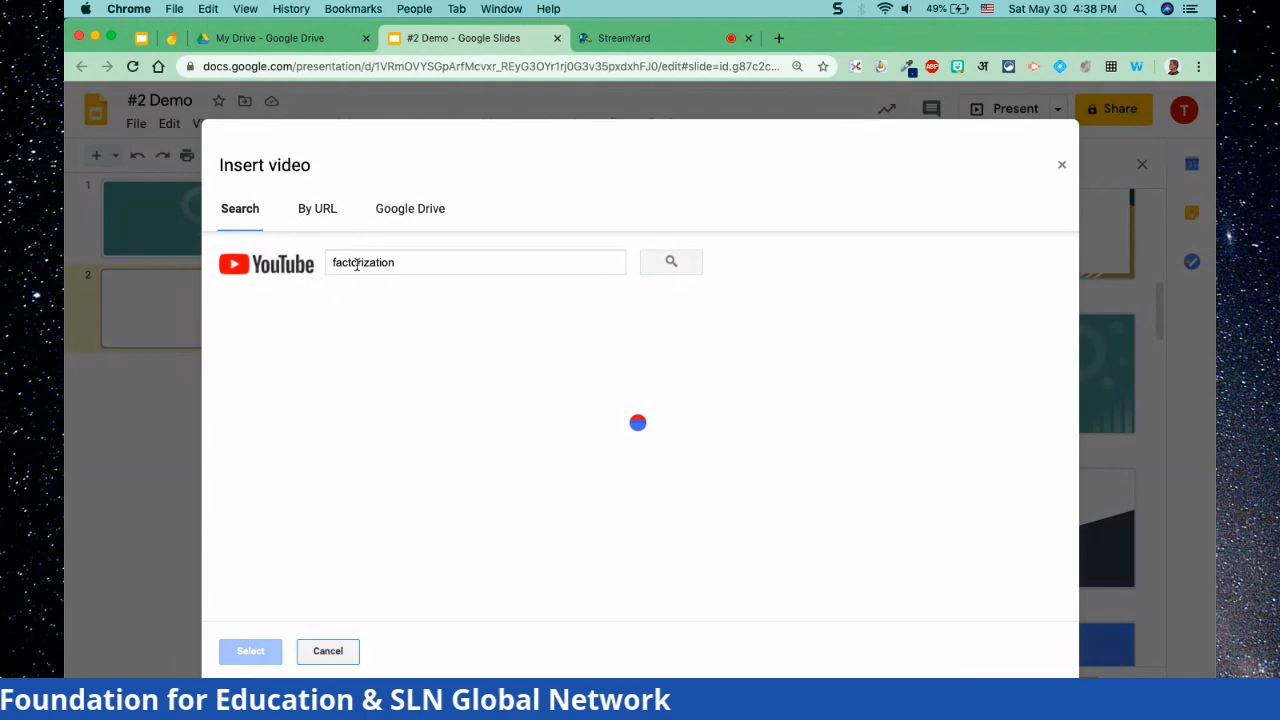 Chrome File Edit View History Bookmarks People Tab Window Help 49% Sat May 30 4:38 PM
My Drive - Google Drive #2 Demo - Google Slides StreamYard
docs.google.com/presentation/d/1VRmOVYSGpArfMcvxr_REyG3OYr1rj0G3v35pxdxhFJ0/edit#slide=id.g87c2c...
#2 Demo
Present
Share
T
File Edit V
Insert video
Search By URL Google Drive
1
YouTube factorization
2
Select Cancel
Foundation for Education & SLN Global Network